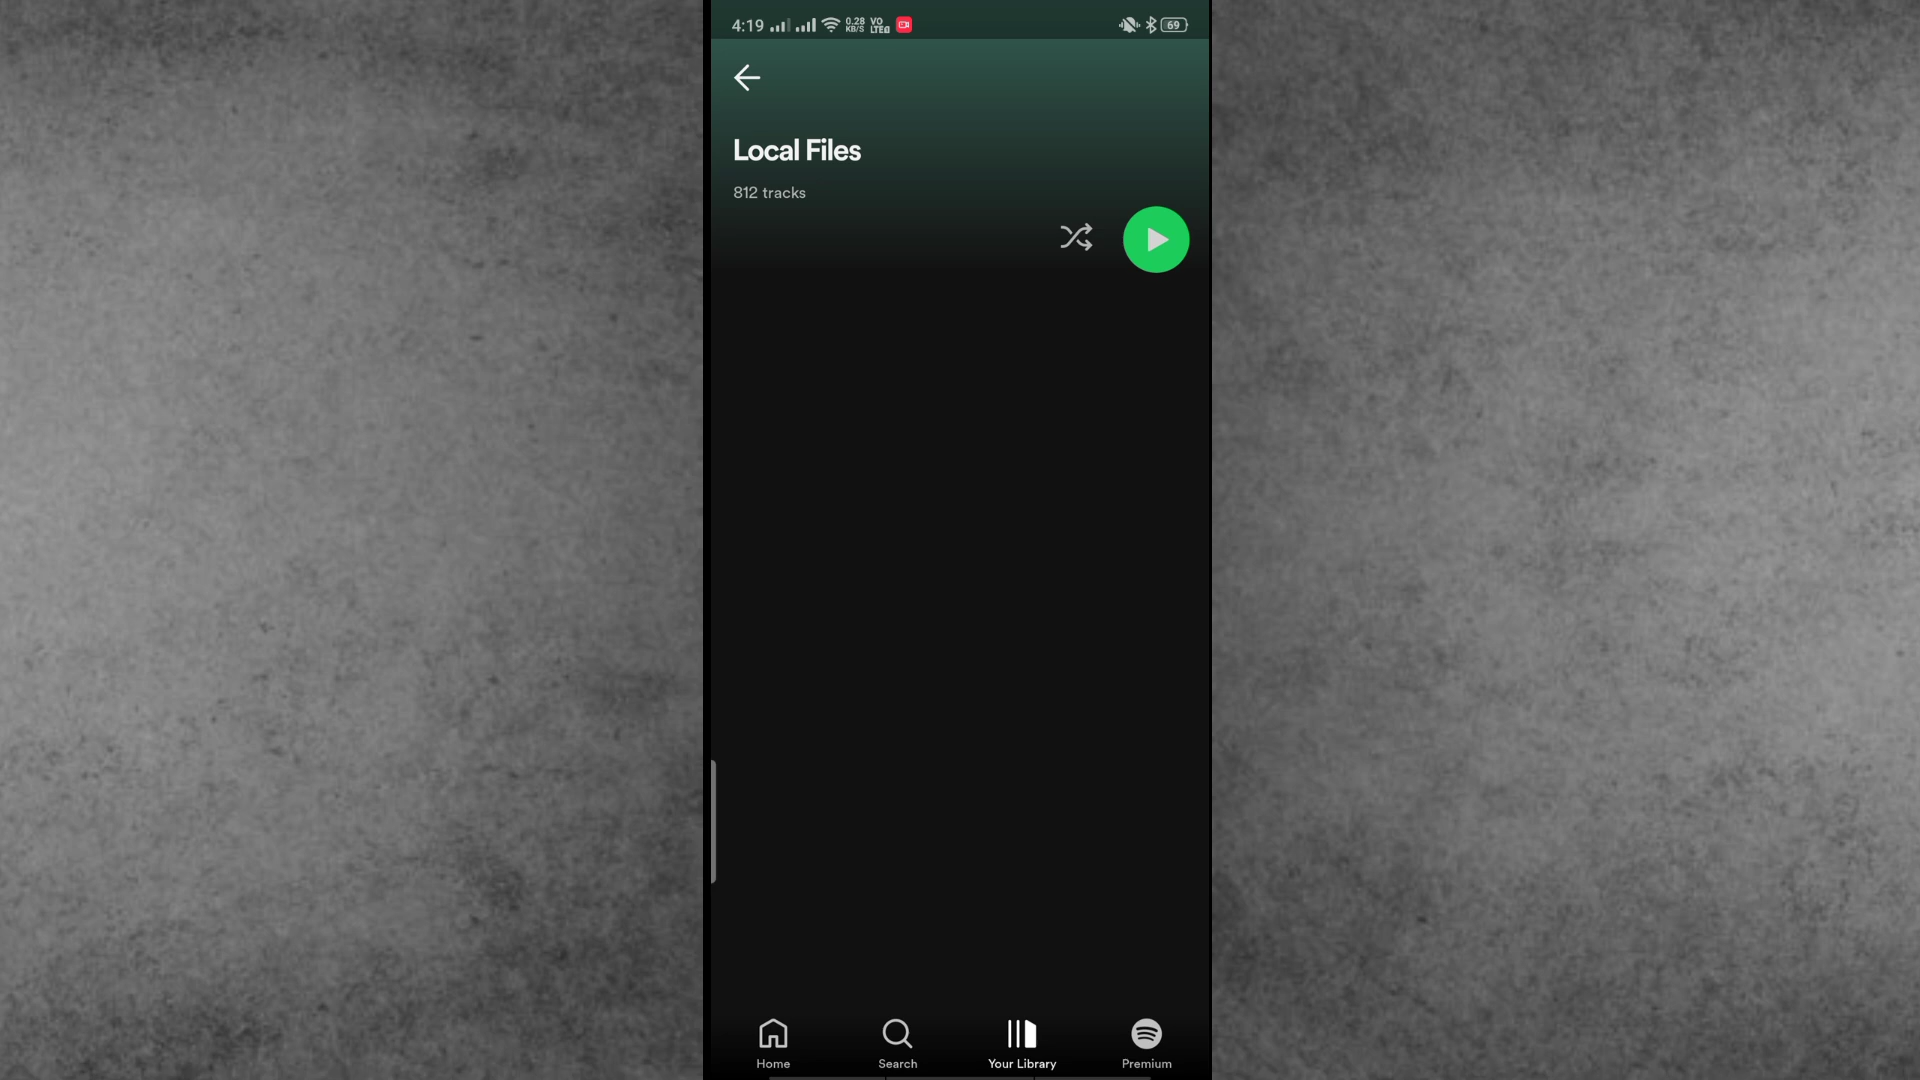 4:19 0.28 KB/S VO LTE 69
Local Files
812 tracks
Home Search Your Library Premium